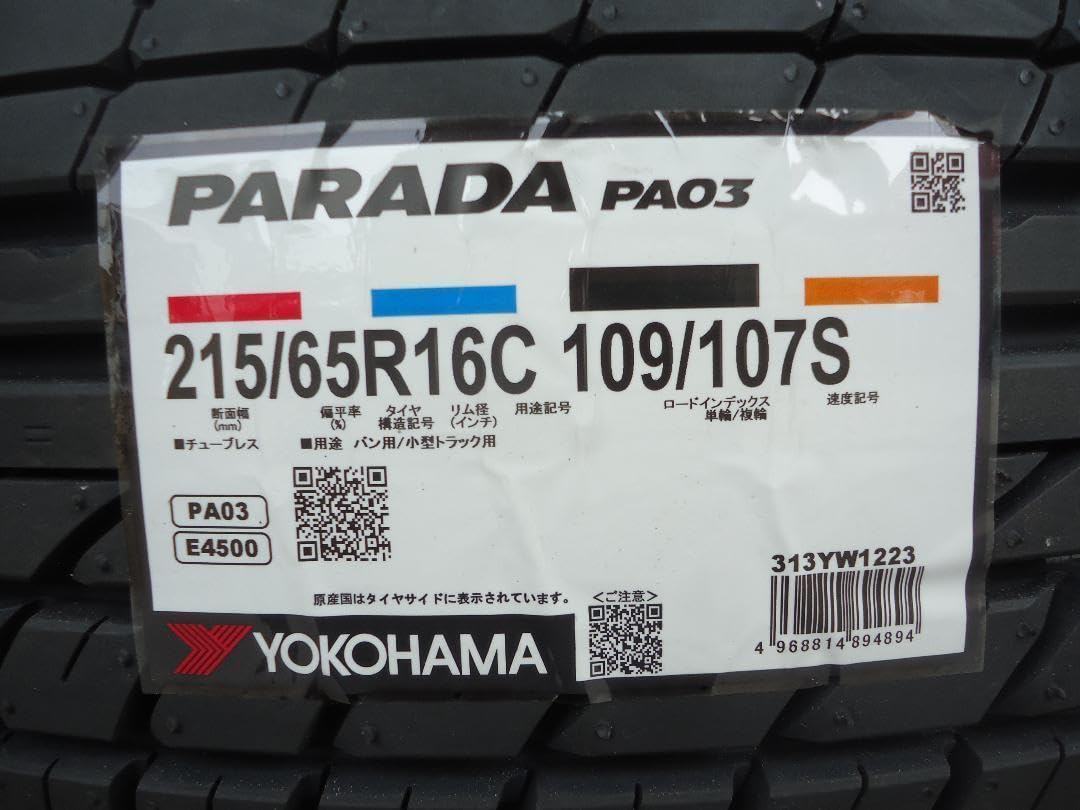 PARADA PA03
215/65R16C 109/107S
断面幅 (mm)
偏平率 (%)
タイヤ 構造記号
リム径 (インチ)
用途記号
ロードインデックス 単輪/複輪
速度記号
■チューブレス ■用途 バン用/小型トラック用
PA03
E4500
313YW1223
原産国はタイヤサイドに表示されています。
<ご注意>
4 968814 894894
YOKOHAMA